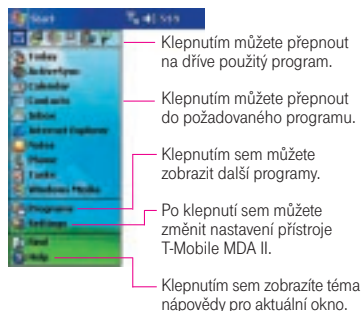 Start
Klepnutím můžete přepnout
na dříve použitý program.
Today
ActiveSync
Calendar
Contacts
Inbox
Internet Explorer
Notes
Phone
Tasks
Windows Media
Programs
Settings
Find
Help
Klepnutím můžete přepnout
do požadovaného programu.
Klepnutím sem můžete
zobrazit další programy.
Po klepnutí sem můžete
změnit nastavení přístroje
T-Mobile MDA II.
Klepnutím sem zobrazíte téma
nápovědy pro aktuální okno.